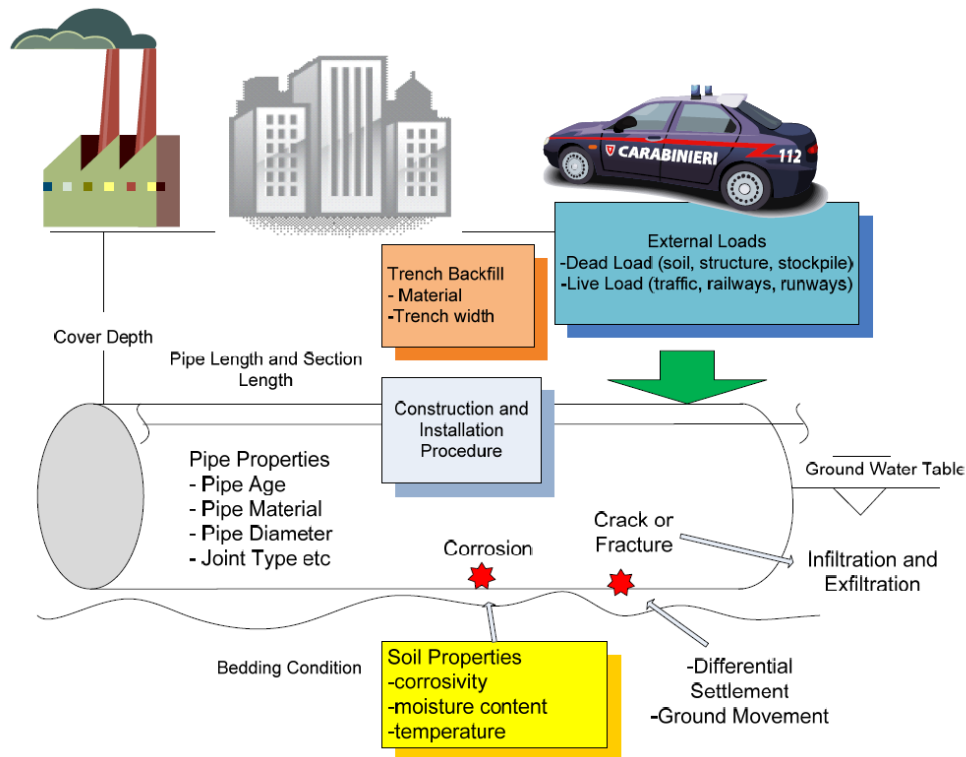 CARABINIERI
112
External Loads
-Dead Load (soil, structure, stockpile)
-Live Load (traffic, railways, runways)
Trench Backfill
- Material
-Trench width
Cover Depth
Pipe Length and Section
Length
Construction and
Installation
Procedure
Pipe Properties
- Pipe Age
- Pipe Material
- Pipe Diameter
- Joint Type etc
Ground Water Table
Corrosion
Crack or
Fracture
Infiltration and
Exfiltration
Bedding Condition
Soil Properties
-corrosivity
-moisture content
-temperature
-Differential
Settlement
-Ground Movement